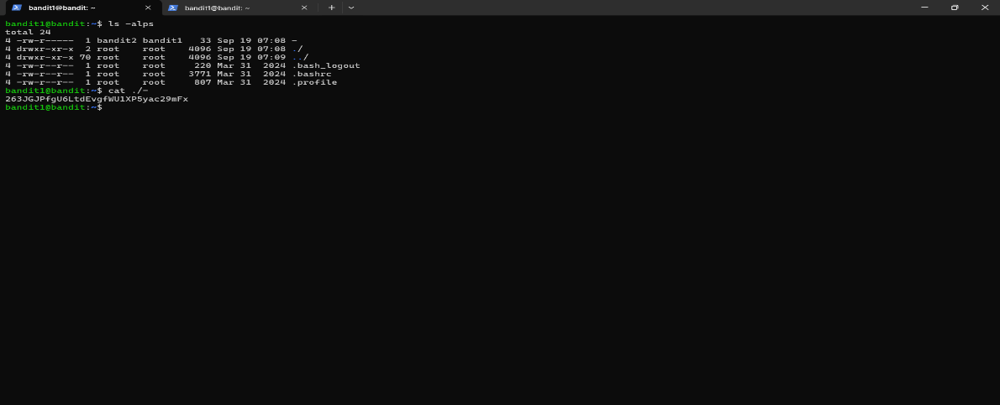 bandit1@bandit: ~
bandit1@bandit: ~
bandit1@bandit:~$ ls -alps
total 24
4 -rw-r----- 1 bandit2 bandit1 33 Sep 19 07:08 -
4 drwxr-xr-x 2 root root 4096 Sep 19 07:08 ./
4 drwxr-xr-x 70 root root 4096 Sep 19 07:09 ../
4 -rw-r--r-- 1 root root 220 Mar 31 2024 .bash_logout
4 -rw-r--r-- 1 root root 3771 Mar 31 2024 .bashrc
4 -rw-r--r-- 1 root root 807 Mar 31 2024 .profile
bandit1@bandit:~$ cat ./-
263JGJPfgU6LtdEvgfWU1XP5yac29mFx
bandit1@bandit:~$